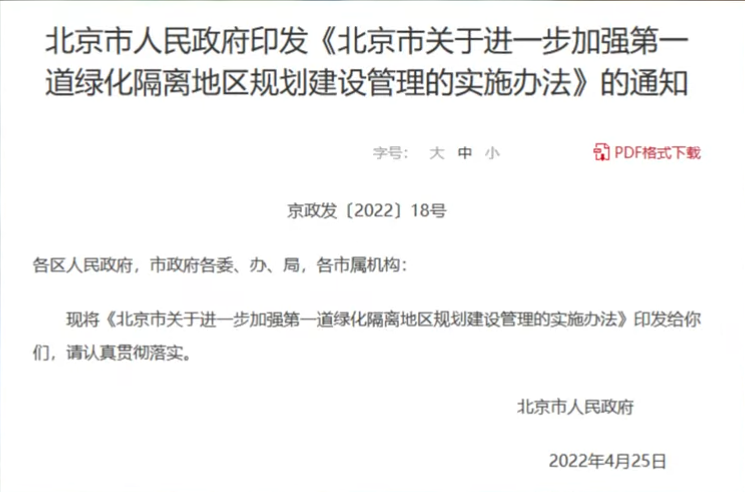 北京市人民政府印发《北京市关于进一步加强第一
道绿化隔离地区规划建设管理的实施办法》的通知
字号： 大 中 小 PDF格式下载
京政发〔2022〕18号
各区人民政府，市政府各委、办、局，各市属机构：
现将《北京市关于进一步加强第一道绿化隔离地区规划建设管理的实施办法》印发给你
们，请认真贯彻落实。
北京市人民政府
2022年4月25日